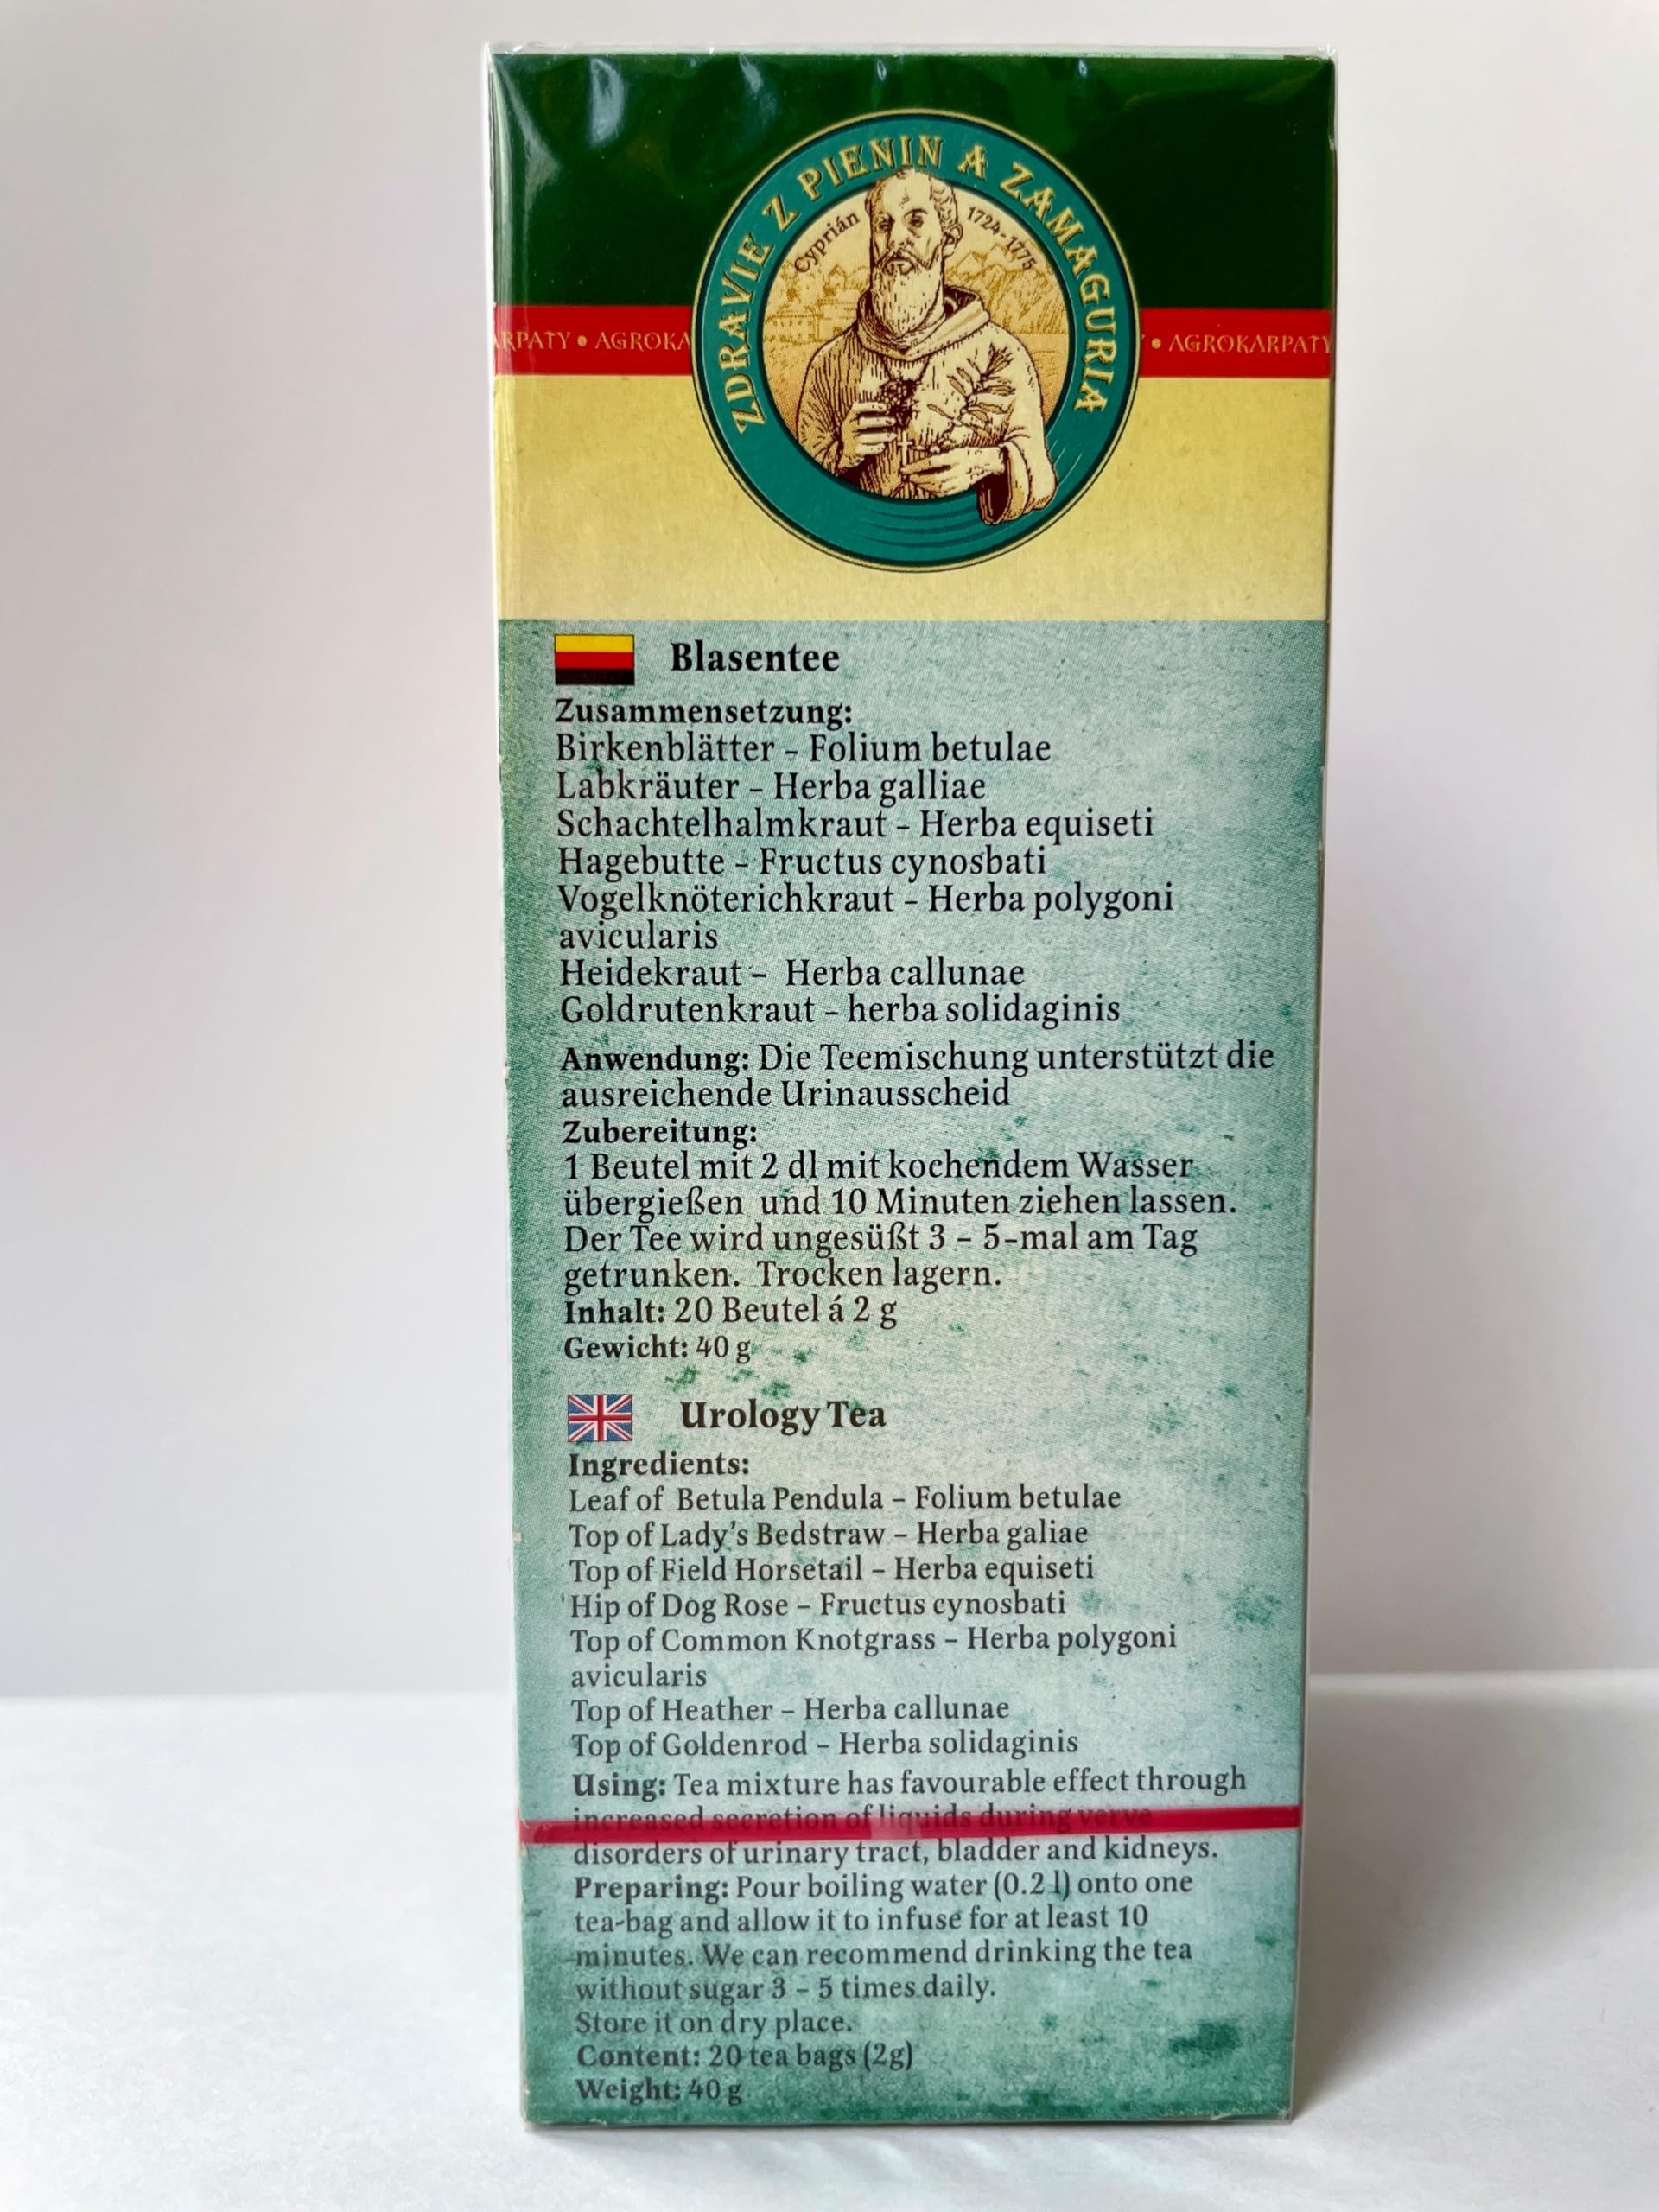 ZDRAVIE Z PIENIN A ZAMAGURIA
Cyprián 1724-1775
RPATY • AGROKA
• AGROKARPATY
Blasentee
Zusammensetzung:
Birkenblätter – Folium betulae
Labkräuter – Herba galliae
Schachtelhalmkraut – Herba equiseti
Hagebutte – Fructus cynosbati
Vogelknöterichkraut – Herba polygoni
avicularis
Heidekraut – Herba callunae
Goldrutenkraut – herba solidaginis
Anwendung: Die Teemischung unterstützt die
ausreichende Urinausscheid
Zubereitung:
1 Beutel mit 2 dl mit kochendem Wasser
übergießen und 10 Minuten ziehen lassen.
Der Tee wird ungesüßt 3 – 5-mal am Tag
getrunken. Trocken lagern.
Inhalt: 20 Beutel á 2 g
Gewicht: 40 g
Urology Tea
Ingredients:
Leaf of Betula Pendula – Folium betulae
Top of Lady's Bedstraw – Herba galiae
Top of Field Horsetail – Herba equiseti
Hip of Dog Rose – Fructus cynosbati
Top of Common Knotgrass – Herba polygoni
avicularis
Top of Heather – Herba callunae
Top of Goldenrod – Herba solidaginis
Using: Tea mixture has favourable effect through
increased secretion of liquids during verve
disorders of urinary tract, bladder and kidneys.
Preparing: Pour boiling water (0.2 l) onto one
tea-bag and allow it to infuse for at least 10
minutes. We can recommend drinking the tea
without sugar 3 – 5 times daily.
Store it on dry place.
Content: 20 tea bags (2g)
Weight: 40 g